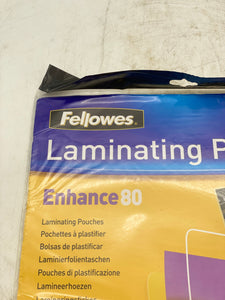 Fellowes
Laminating P
Enhance 80
Laminating Pouches
Pochettes à plastifier
Bolsas de plastificar
Laminierfolientaschen
Pouches di plastificazione
Lamineerhoezen